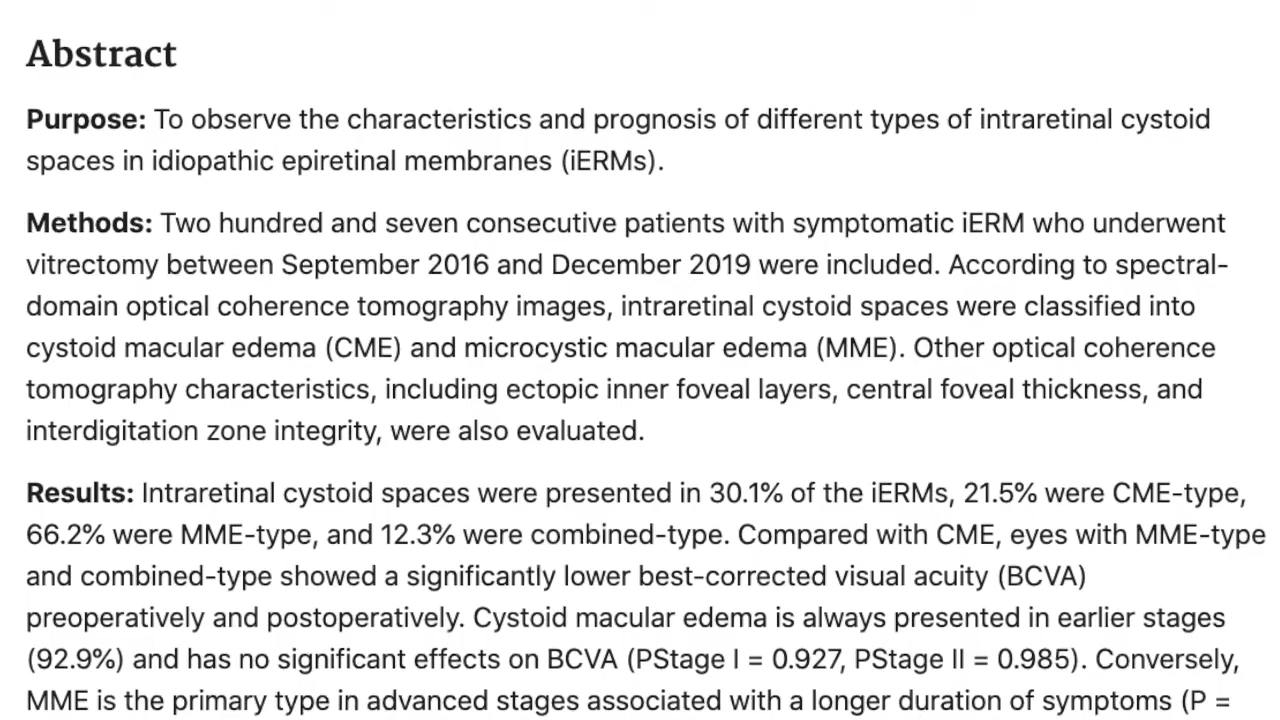 Abstract
Purpose: To observe the characteristics and prognosis of different types of intraretinal cystoid
spaces in idiopathic epiretinal membranes (iERMs).
Methods: Two hundred and seven consecutive patients with symptomatic iERM who underwent
vitrectomy between September 2016 and December 2019 were included. According to spectral-
domain optical coherence tomography images, intraretinal cystoid spaces were classified into
cystoid macular edema (CME) and microcystic macular edema (MME). Other optical coherence
tomography characteristics, including ectopic inner foveal layers, central foveal thickness, and
interdigitation zone integrity, were also evaluated.
Results: Intraretinal cystoid spaces were presented in 30.1% of the iERMs, 21.5% were CME-type,
66.2% were MME-type, and 12.3% were combined-type. Compared with CME, eyes with MME-type
and combined-type showed a significantly lower best-corrected visual acuity (BCVA)
preoperatively and postoperatively. Cystoid macular edema is always presented in earlier stages
(92.9%) and has no significant effects on BCVA (PStage I = 0.927, PStage II = 0.985). Conversely,
MME is the primary type in advanced stages associated with a longer duration of symptoms (P =